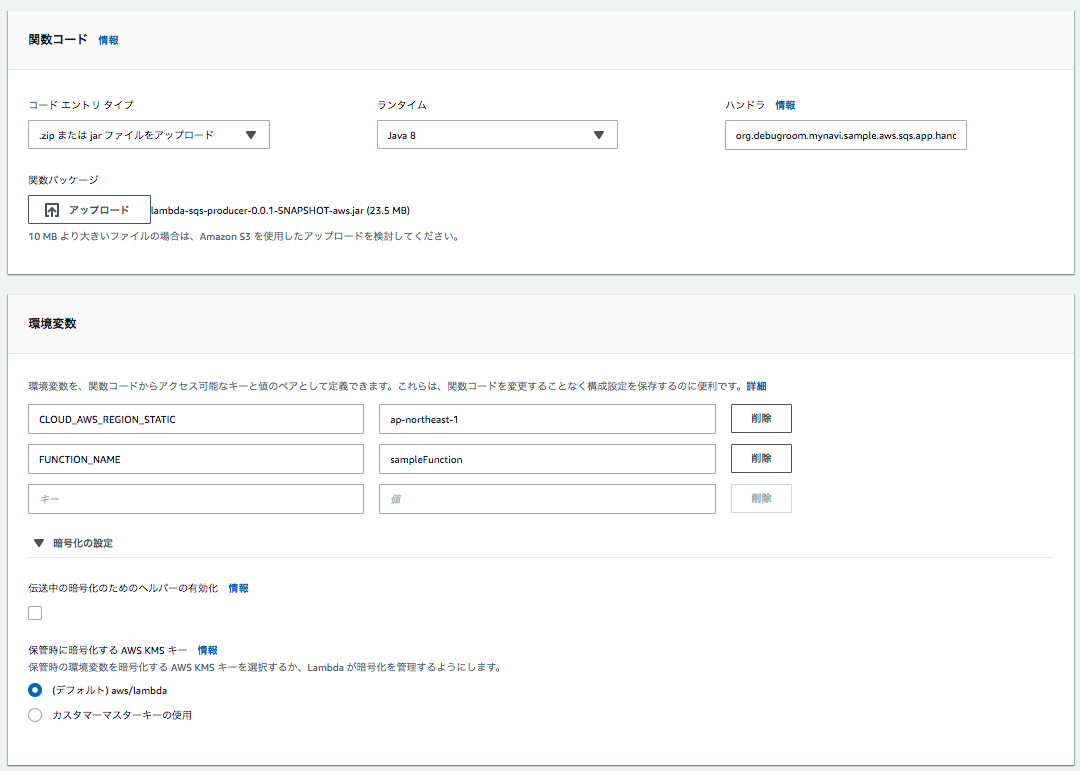 関数コード 情報
コード エントリ タイプ ランタイム ハンドラ 情報
.zip または jar ファイルをアップロード Java 8 org.debugroom.mynavi.sample.aws.sqs.app.hanc
関数パッケージ
アップロード lambda-sqs-producer-0.0.1-SNAPSHOT-aws.jar (23.5 MB)
10 MB より大きいファイルの場合は、Amazon S3 を使用したアップロードを検討してください。
環境変数
環境変数を、関数コードからアクセス可能なキーと値のペアとして定義できます。これらは、関数コードを変更することなく構成設定を保存するのに便利です。詳細
CLOUD_AWS_REGION_STATIC ap-northeast-1 削除
FUNCTION_NAME sampleFunction 削除
キー 値 削除
暗号化の設定
伝送中の暗号化のためのヘルパーの有効化 情報
保管時に暗号化する AWS KMS キー 情報
保管時の環境変数を暗号化する AWS KMS キーを選択するか、Lambda が暗号化を管理するようにします。
(デフォルト) aws/lambda
カスタマーマスターキーの使用